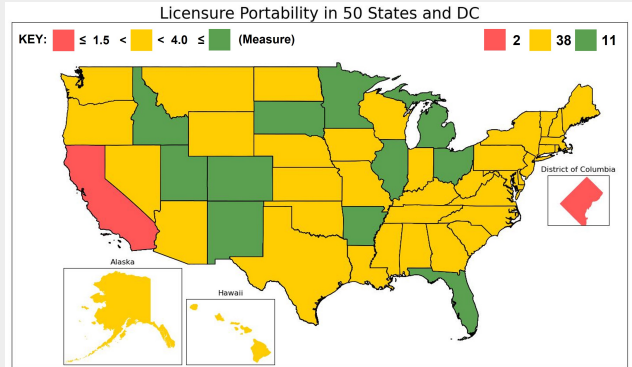 Licensure Portability in 50 States and DC
KEY: ≤ 1.5 < < 4.0 ≤ (Measure) 2 38 11
District of Columbia
Alaska
Hawaii